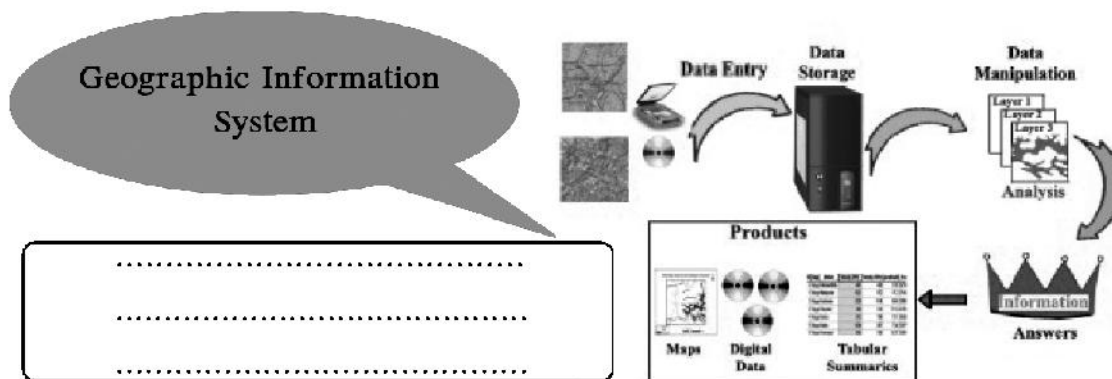 Geographic Information
System
Data Entry
Data
Storage
Data
Manipulation
Layer 1
Layer 2
Layer 3
Analysis
Information
Answers
Products
Maps
Digital
Data
Tabular
Summaries